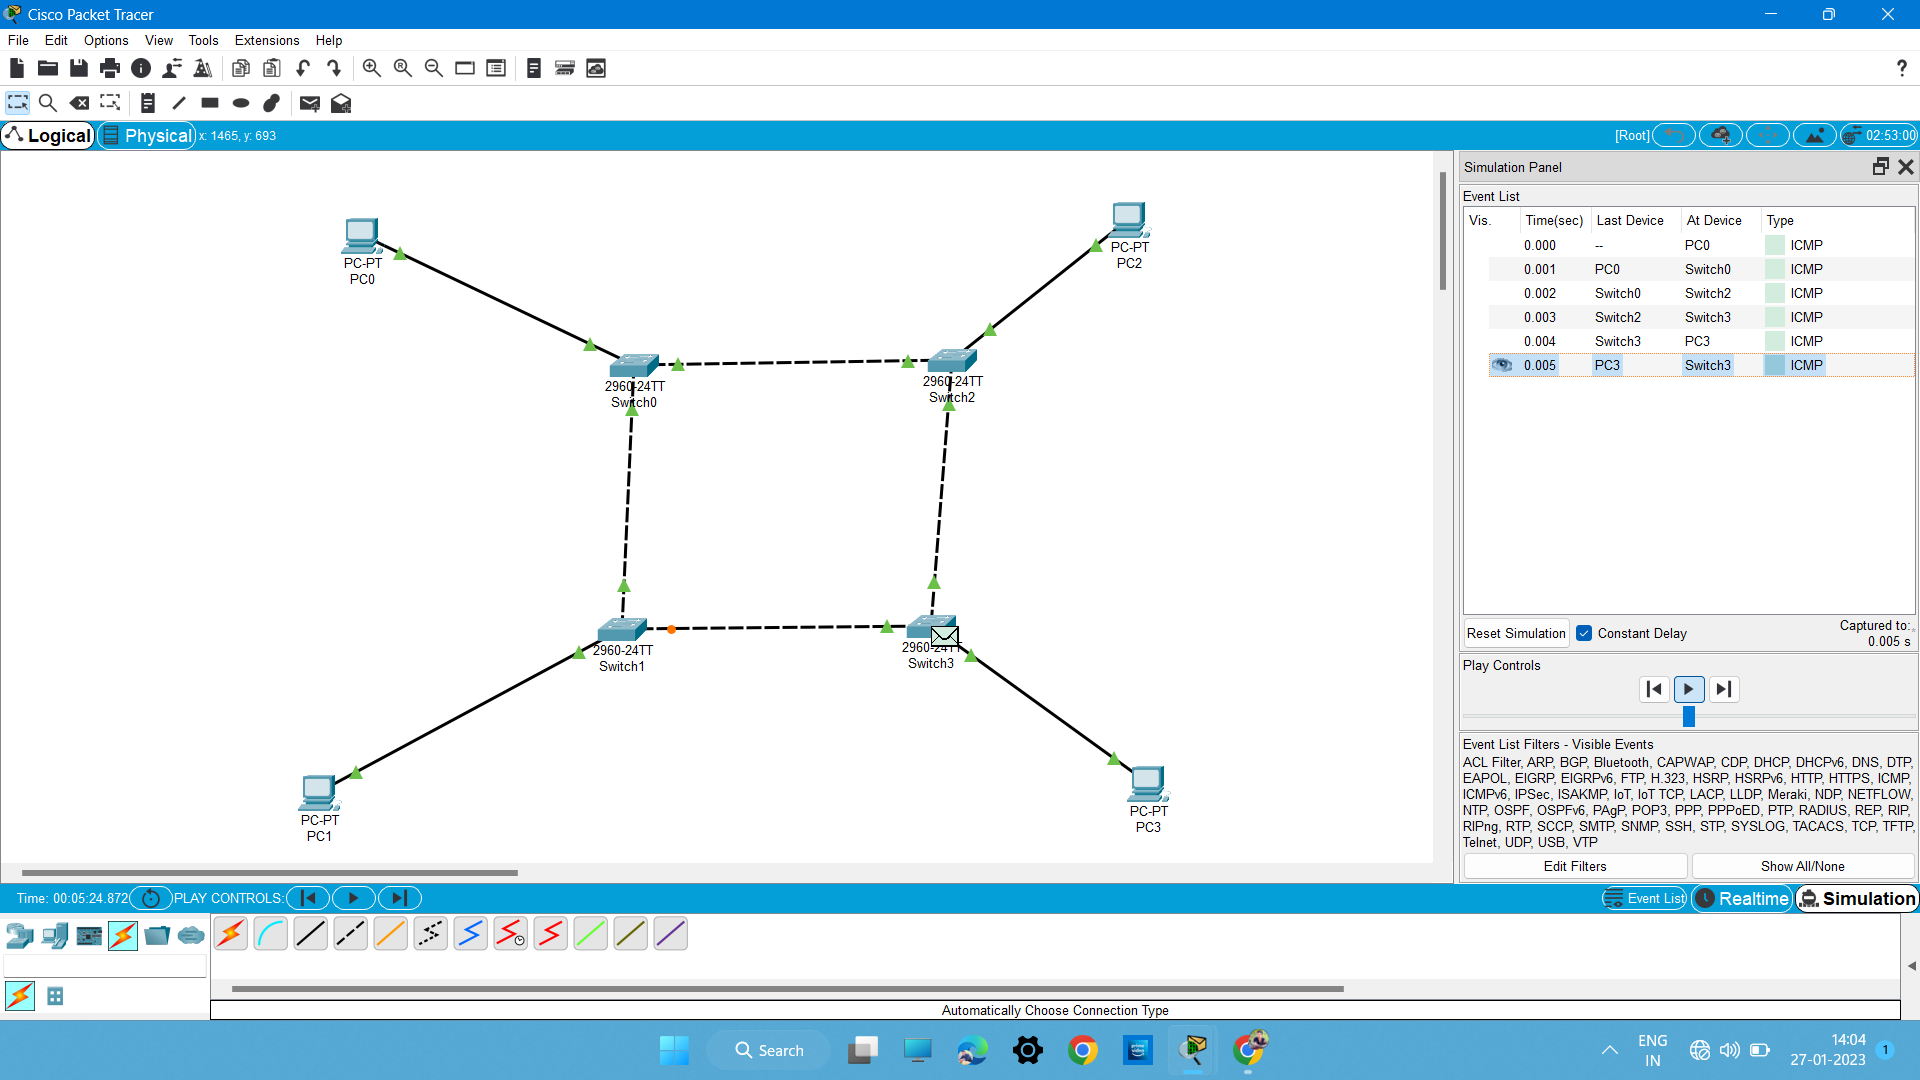 Cisco Packet Tracer
File Edit Options View Tools Extensions Help
?
Logical Physical x: 1465, y: 693 [Root] 02:53:00
PC-PT
PC0
PC-PT
PC2
2960-24TT
Switch0
2960-24TT
Switch2
2960-24TT
Switch1
2960-24TT
Switch3
PC-PT
PC1
PC-PT
PC3
Simulation Panel
Event List
Vis. Time(sec) Last Device At Device Type
0.000 -- PC0 ICMP
0.001 PC0 Switch0 ICMP
0.002 Switch0 Switch2 ICMP
0.003 Switch2 Switch3 ICMP
0.004 Switch3 PC3 ICMP
0.005 PC3 Switch3 ICMP
Reset Simulation Constant Delay Captured to:
0.005 s
Play Controls
Event List Filters - Visible Events
ACL Filter, ARP, BGP, Bluetooth, CAPWAP, CDP, DHCP, DHCPv6, DNS, DTP,
EAPOL, EIGRP, EIGRPv6, FTP, H.323, HSRP, HSRPv6, HTTP, HTTPS, ICMP,
ICMPv6, IPSec, ISAKMP, IoT, IoT TCP, LACP, LLDP, Meraki, NDP, NETFLOW,
NTP, OSPF, OSPFv6, PAgP, POP3, PPP, PPPoED, PTP, RADIUS, REP, RIP,
RIPng, RTP, SCCP, SMTP, SNMP, SSH, STP, SYSLOG, TACACS, TCP, TFTP,
Telnet, UDP, USB, VTP
Edit Filters Show All/None
Time: 00:05:24.872 PLAY CONTROLS: Event List Realtime Simulation
Automatically Choose Connection Type
Search
ENG
IN
14:04
27-01-2023
1